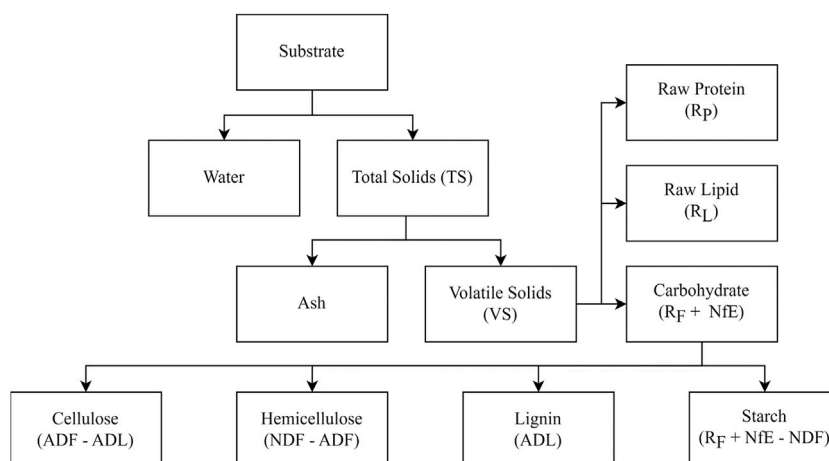 Substrate
Raw Protein
(RP)
Water
Total Solids (TS)
Raw Lipid
(RL)
Ash
Volatile Solids
(VS)
Carbohydrate
(RF + NfE)
Cellulose
(ADF - ADL)
Hemicellulose
(NDF - ADF)
Lignin
(ADL)
Starch
(RF + NfE - NDF)